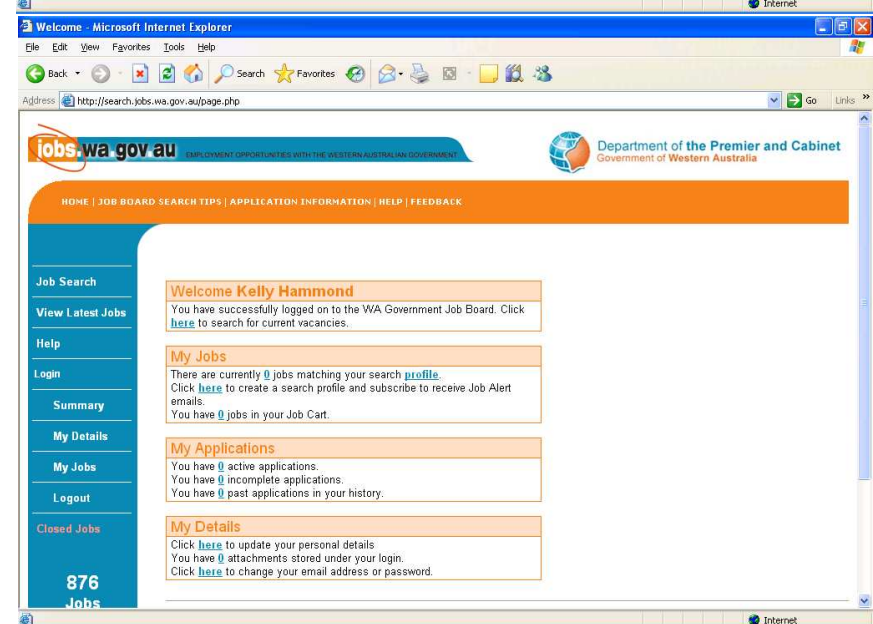 Internet
Welcome - Microsoft Internet Explorer
File Edit View Favorites Tools Help
Back Search Favorites
Address http://search.jobs.wa.gov.au/page.php Go Links »
jobs.wa.gov.au EMPLOYMENT OPPORTUNITIES WITH THE WESTERN AUSTRALIAN GOVERNMENT
Department of the Premier and Cabinet
Government of Western Australia
HOME | JOB BOARD SEARCH TIPS | APPLICATION INFORMATION | HELP | FEEDBACK
Job Search
View Latest Jobs
Help
Login
Summary
My Details
My Jobs
Logout
Closed Jobs
876
Jobs
Welcome Kelly Hammond
You have successfully logged on to the WA Government Job Board. Click
here to search for current vacancies.
My Jobs
There are currently 0 jobs matching your search profile.
Click here to create a search profile and subscribe to receive Job Alert
emails.
You have 0 jobs in your Job Cart.
My Applications
You have 0 active applications.
You have 0 incomplete applications.
You have 0 past applications in your history.
My Details
Click here to update your personal details
You have 0 attachments stored under your login.
Click here to change your email address or password.
Internet